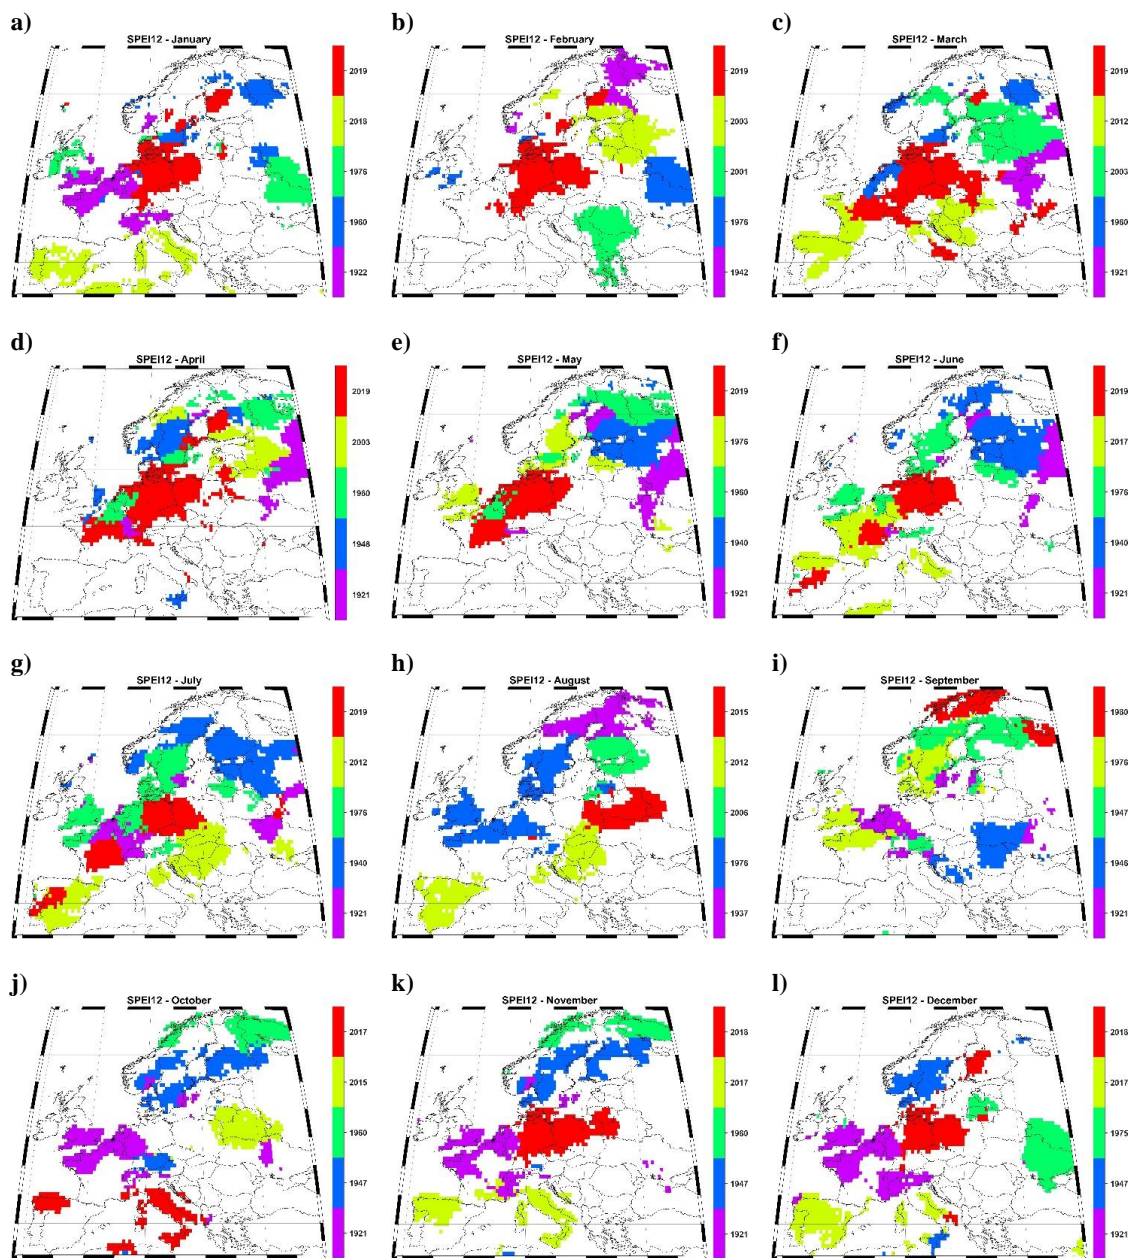 a)
SPEI12 - January
2019
2018
1976
1960
1922
b)
SPEI12 - February
2019
2003
2001
1976
1942
c)
SPEI12 - March
2019
2012
2003
1960
1921
d)
SPEI12 - April
2019
2003
1960
1948
1921
e)
SPEI12 - May
2019
1976
1960
1940
1921
f)
SPEI12 - June
2019
2017
1976
1940
1921
g)
SPEI12 - July
2019
2012
1976
1940
1921
h)
SPEI12 - August
2015
2012
2006
1976
1937
i)
SPEI12 - September
1980
1976
1947
1946
1921
j)
SPEI12 - October
2017
2015
1960
1947
1921
k)
SPEI12 - November
2018
2017
1960
1947
1921
l)
SPEI12 - December
2018
2017
1975
1947
1921